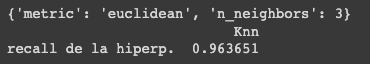 {'metric': 'euclidean', 'n_neighbors': 3}
Knn
recall de la hiperp. 0.963651